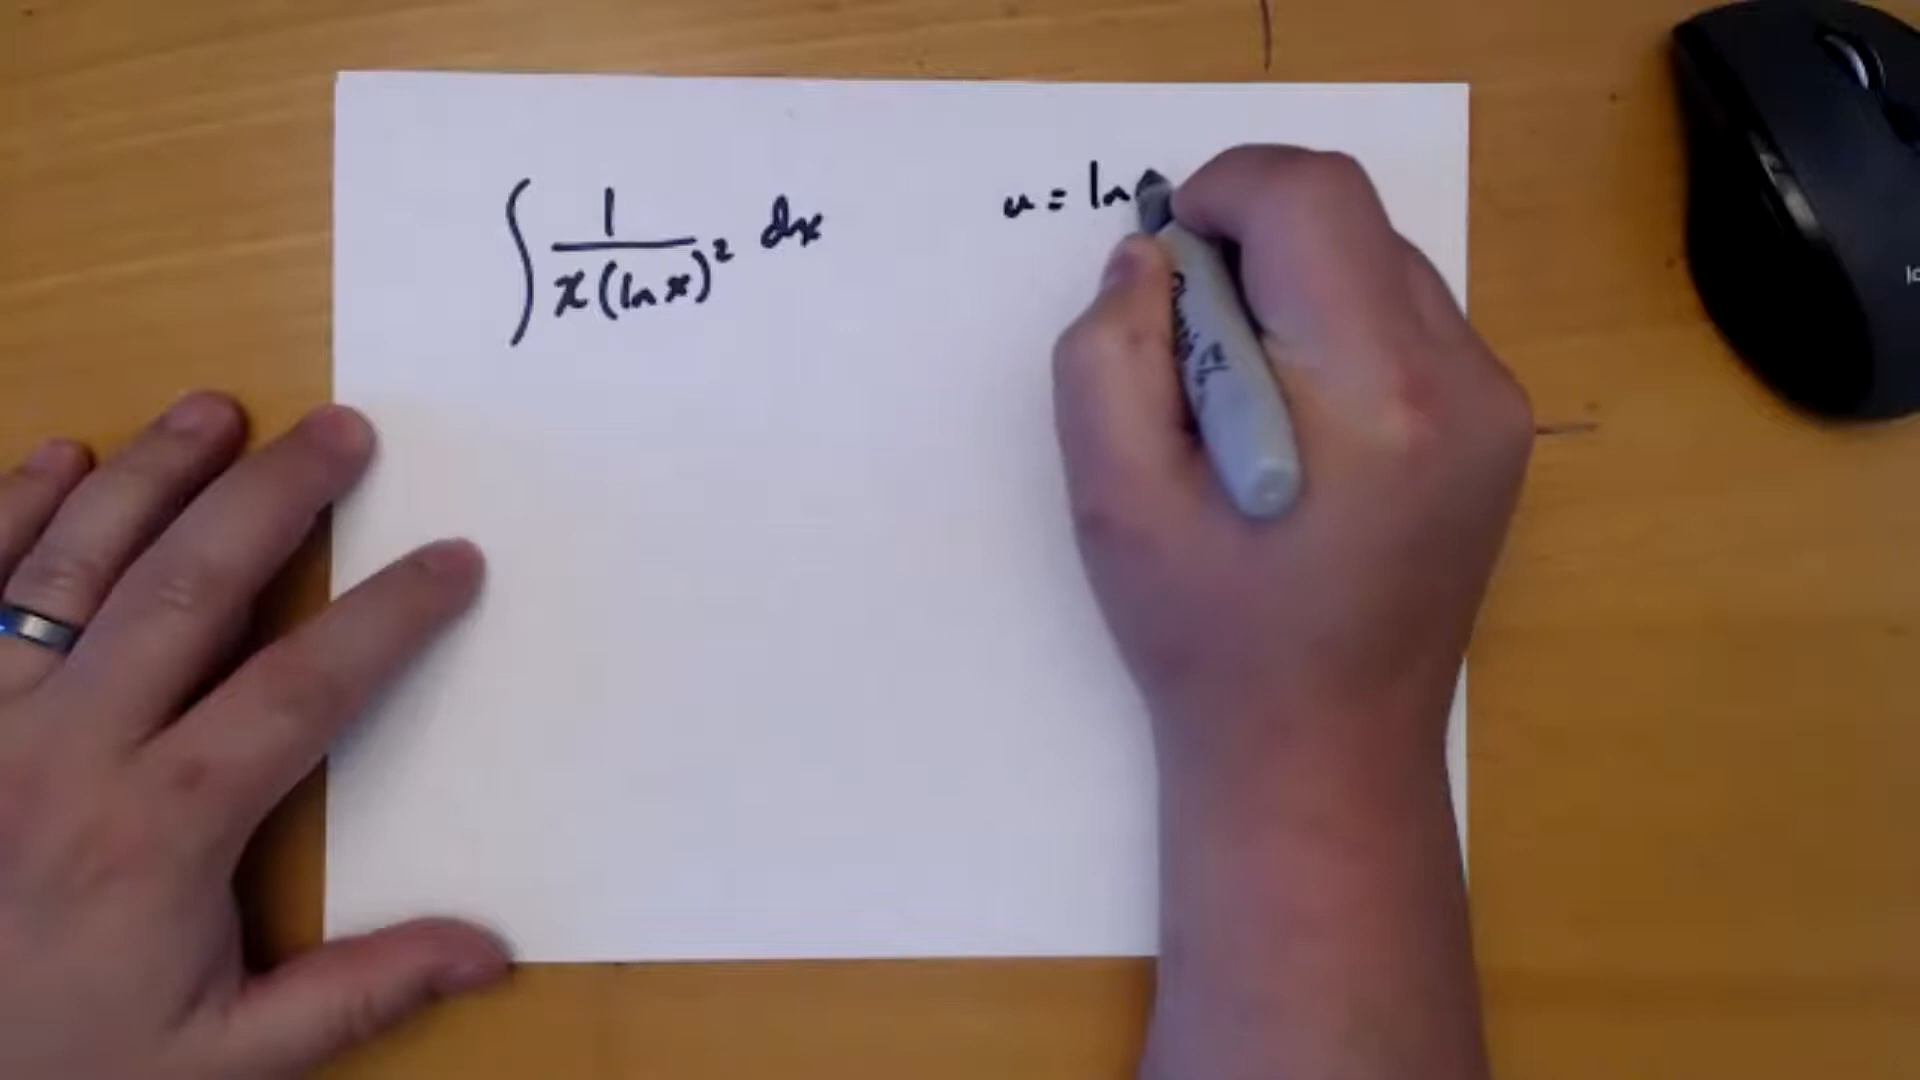 ∫ 1/(x(ln x)²) dx
u = ln